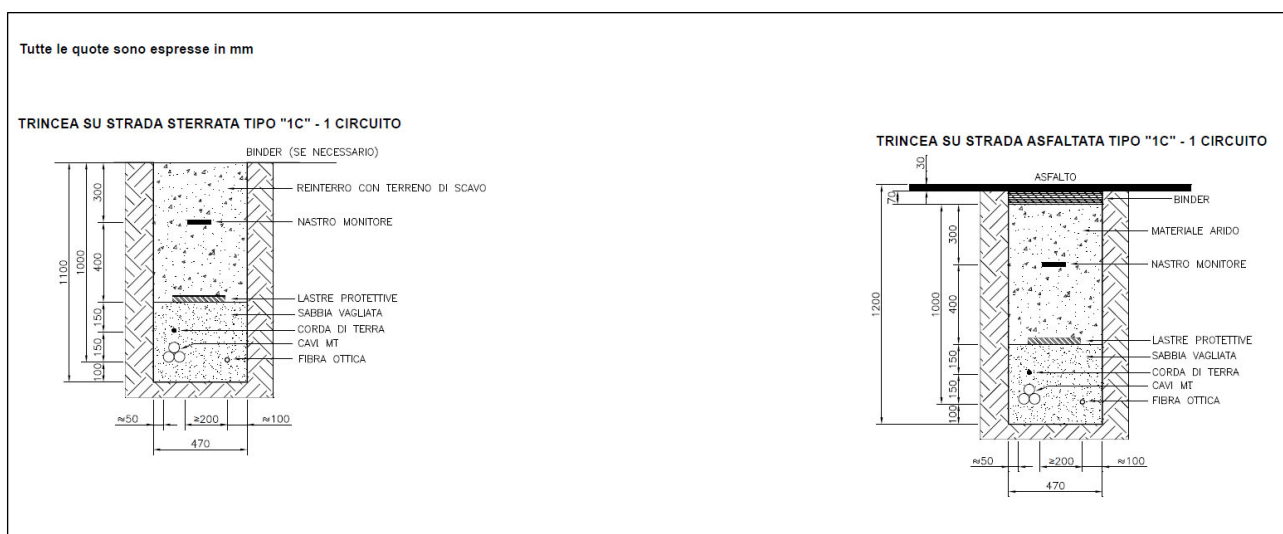 Tutte le quote sono espresse in mm
TRINCEA SU STRADA STERRATA TIPO "1C" - 1 CIRCUITO
BINDER (SE NECESSARIO)
REINTERRO CON TERRENO DI SCAVO
NASTRO MONITORE
LASTRE PROTETTIVE
SABBIA VAGLIATA
CORDA DI TERRA
CAVI MT
FIBRA OTTICA
300
400
150
150
100
1000
1100
≈50
≥200
≈100
470
TRINCEA SU STRADA ASFALTATA TIPO "1C" - 1 CIRCUITO
30
ASFALTO
70
BINDER
MATERIALE ARIDO
NASTRO MONITORE
LASTRE PROTETTIVE
SABBIA VAGLIATA
CORDA DI TERRA
CAVI MT
FIBRA OTTICA
300
400
150
150
100
1000
1200
≈50
≥200
≈100
470